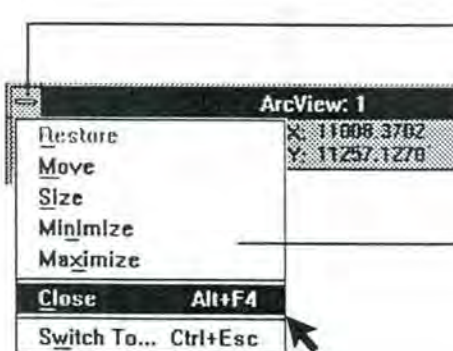 ArcView: 1
X: 11008.3702
Y: 11257.1270
Restore
Move
Size
Minimize
Maximize
Close Alt+F4
Switch To... Ctrl+Esc